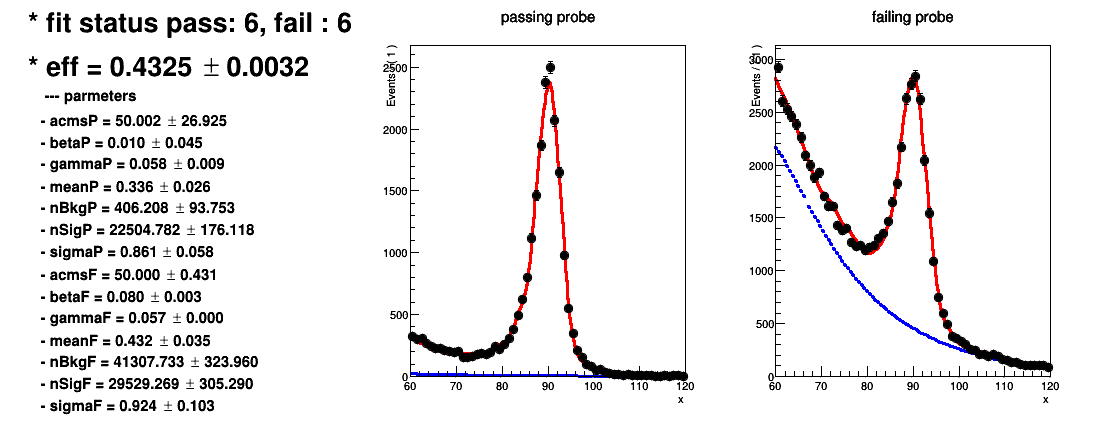 * fit status pass: 6, fail : 6
* eff = 0.4325 ± 0.0032
--- parmeters
- acmsP = 50.002 ± 26.925
- betaP = 0.010 ± 0.045
- gammaP = 0.058 ± 0.009
- meanP = 0.336 ± 0.026
- nBkgP = 406.208 ± 93.753
- nSigP = 22504.782 ± 176.118
- sigmaP = 0.861 ± 0.058
- acmsF = 50.000 ± 0.431
- betaF = 0.080 ± 0.003
- gammaF = 0.057 ± 0.000
- meanF = 0.432 ± 0.035
- nBkgF = 41307.733 ± 323.960
- nSigF = 29529.269 ± 305.290
- sigmaF = 0.924 ± 0.103
passing probe
Events / ( 1 )
2500
2000
1500
1000
500
0
60 70 80 90 100 110 120
x
failing probe
Events / ( 1 )
3000
2500
2000
1500
1000
500
0
60 70 80 90 100 110 120
x